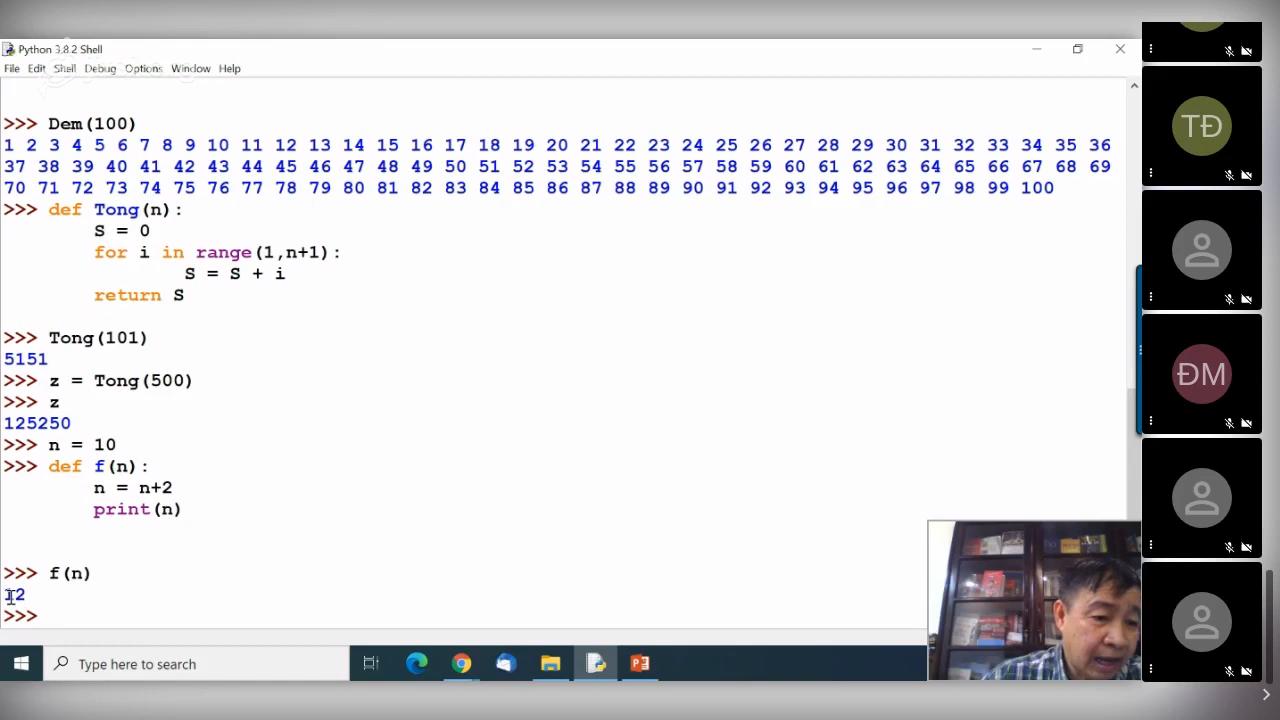 Python 3.8.2 Shell
File Edit Shell Debug Options Window Help
>>> Dem(100)
1 2 3 4 5 6 7 8 9 10 11 12 13 14 15 16 17 18 19 20 21 22 23 24 25 26 27 28 29 30 31 32 33 34 35 36
37 38 39 40 41 42 43 44 45 46 47 48 49 50 51 52 53 54 55 56 57 58 59 60 61 62 63 64 65 66 67 68 69
70 71 72 73 74 75 76 77 78 79 80 81 82 83 84 85 86 87 88 89 90 91 92 93 94 95 96 97 98 99 100
>>> def Tong(n):
S = 0
for i in range(1,n+1):
S = S + i
return S
>>> Tong(101)
5151
>>> z = Tong(500)
>>> z
125250
>>> n = 10
>>> def f(n):
n = n+2
print(n)
>>> f(n)
12
>>>
Type here to search
TĐ
ĐM